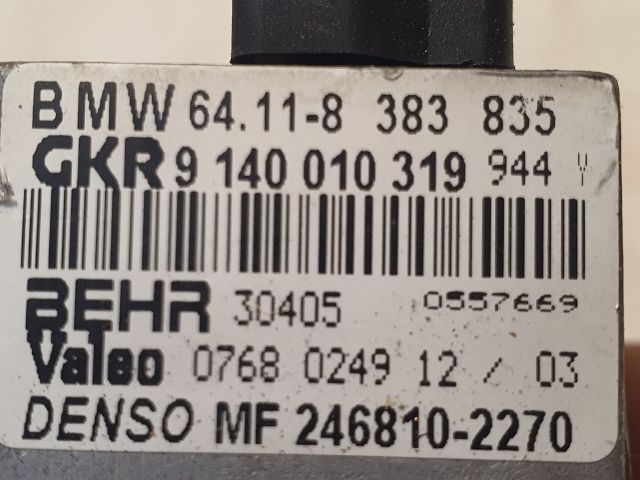 BMW 64.11-8 383 835
GKR 9 140 010 319 944
BEHR 30405 0557669
Valeo 0768 0249 12 / 03
DENSO MF 246810-2270